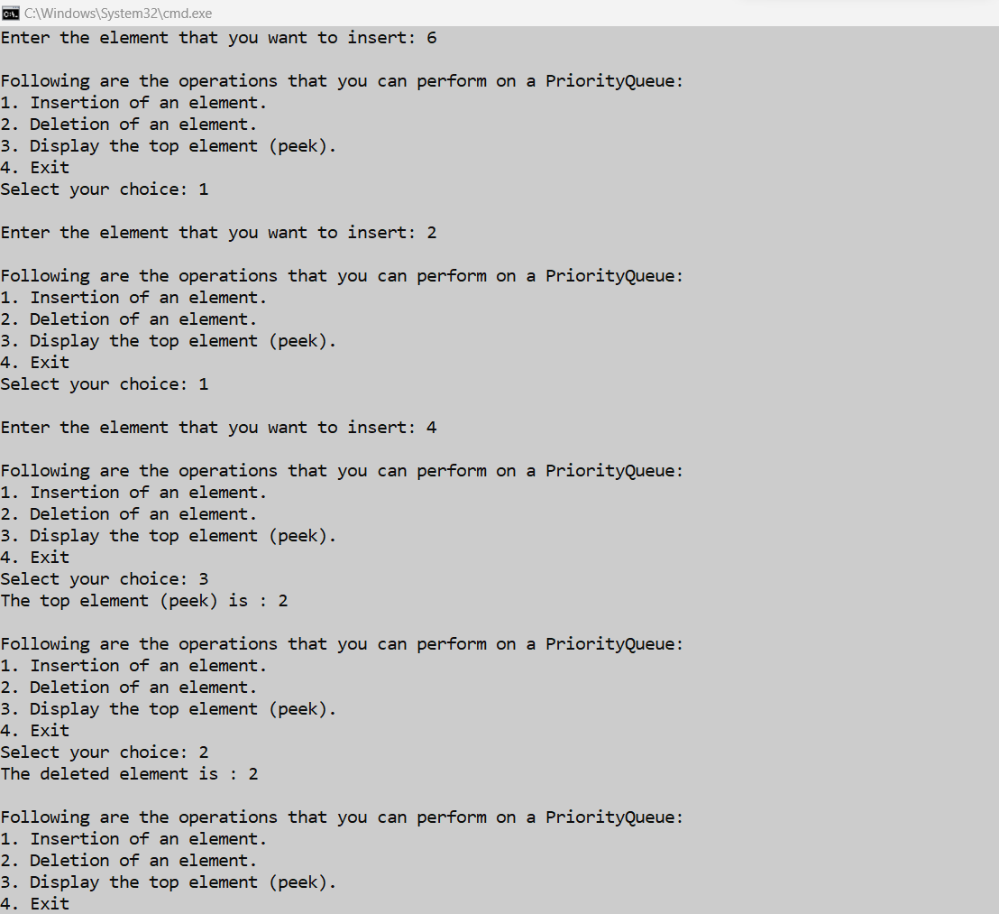 C:\Windows\System32\cmd.exe
Enter the element that you want to insert: 6
Following are the operations that you can perform on a PriorityQueue:
1. Insertion of an element.
2. Deletion of an element.
3. Display the top element (peek).
4. Exit
Select your choice: 1
Enter the element that you want to insert: 2
Following are the operations that you can perform on a PriorityQueue:
1. Insertion of an element.
2. Deletion of an element.
3. Display the top element (peek).
4. Exit
Select your choice: 1
Enter the element that you want to insert: 4
Following are the operations that you can perform on a PriorityQueue:
1. Insertion of an element.
2. Deletion of an element.
3. Display the top element (peek).
4. Exit
Select your choice: 3
The top element (peek) is : 2
Following are the operations that you can perform on a PriorityQueue:
1. Insertion of an element.
2. Deletion of an element.
3. Display the top element (peek).
4. Exit
Select your choice: 2
The deleted element is : 2
Following are the operations that you can perform on a PriorityQueue:
1. Insertion of an element.
2. Deletion of an element.
3. Display the top element (peek).
4. Exit